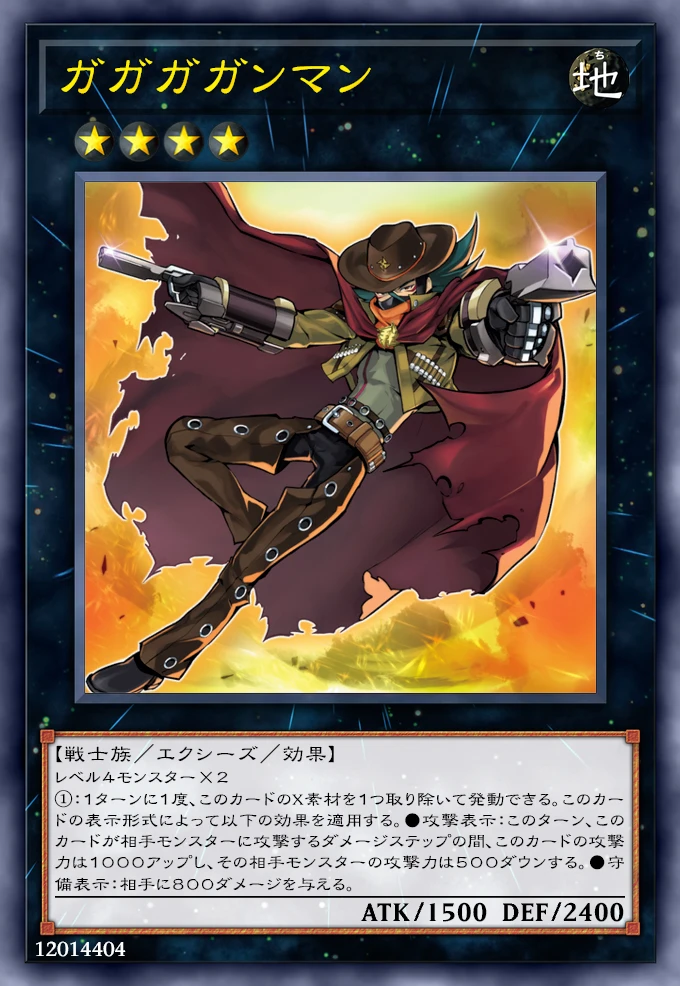 ガガガガンマン
ち
地
【戦士族／エクシーズ／効果】
レベル４モンスター×２
①：１ターンに１度、このカードのX素材を１つ取り除いて発動できる。このカー
ドの表示形式によって以下の効果を適用する。●攻撃表示：このターン、この
カードが相手モンスターに攻撃するダメージステップの間、このカードの攻撃
力は１０００アップし、その相手モンスターの攻撃力は５００ダウンする。●守
備表示：相手に８００ダメージを与える。
ATK/1500 DEF/2400
12014404